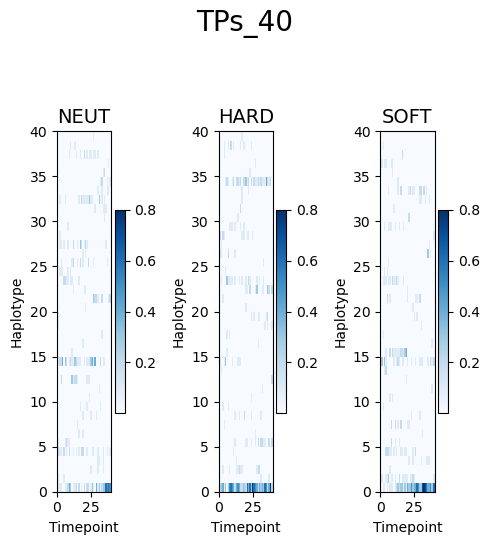 TPs_40
NEUT HARD SOFT
40 40 40
35 35 35
30 30 30
25 25 25
20 20 20
15 15 15
10 10 10
5 5 5
0 0 0
0.8 0.8 0.8
0.6 0.6 0.6
0.4 0.4 0.4
0.2 0.2 0.2
Haplotype Haplotype Haplotype
0 25 0 25 0 25
Timepoint Timepoint Timepoint